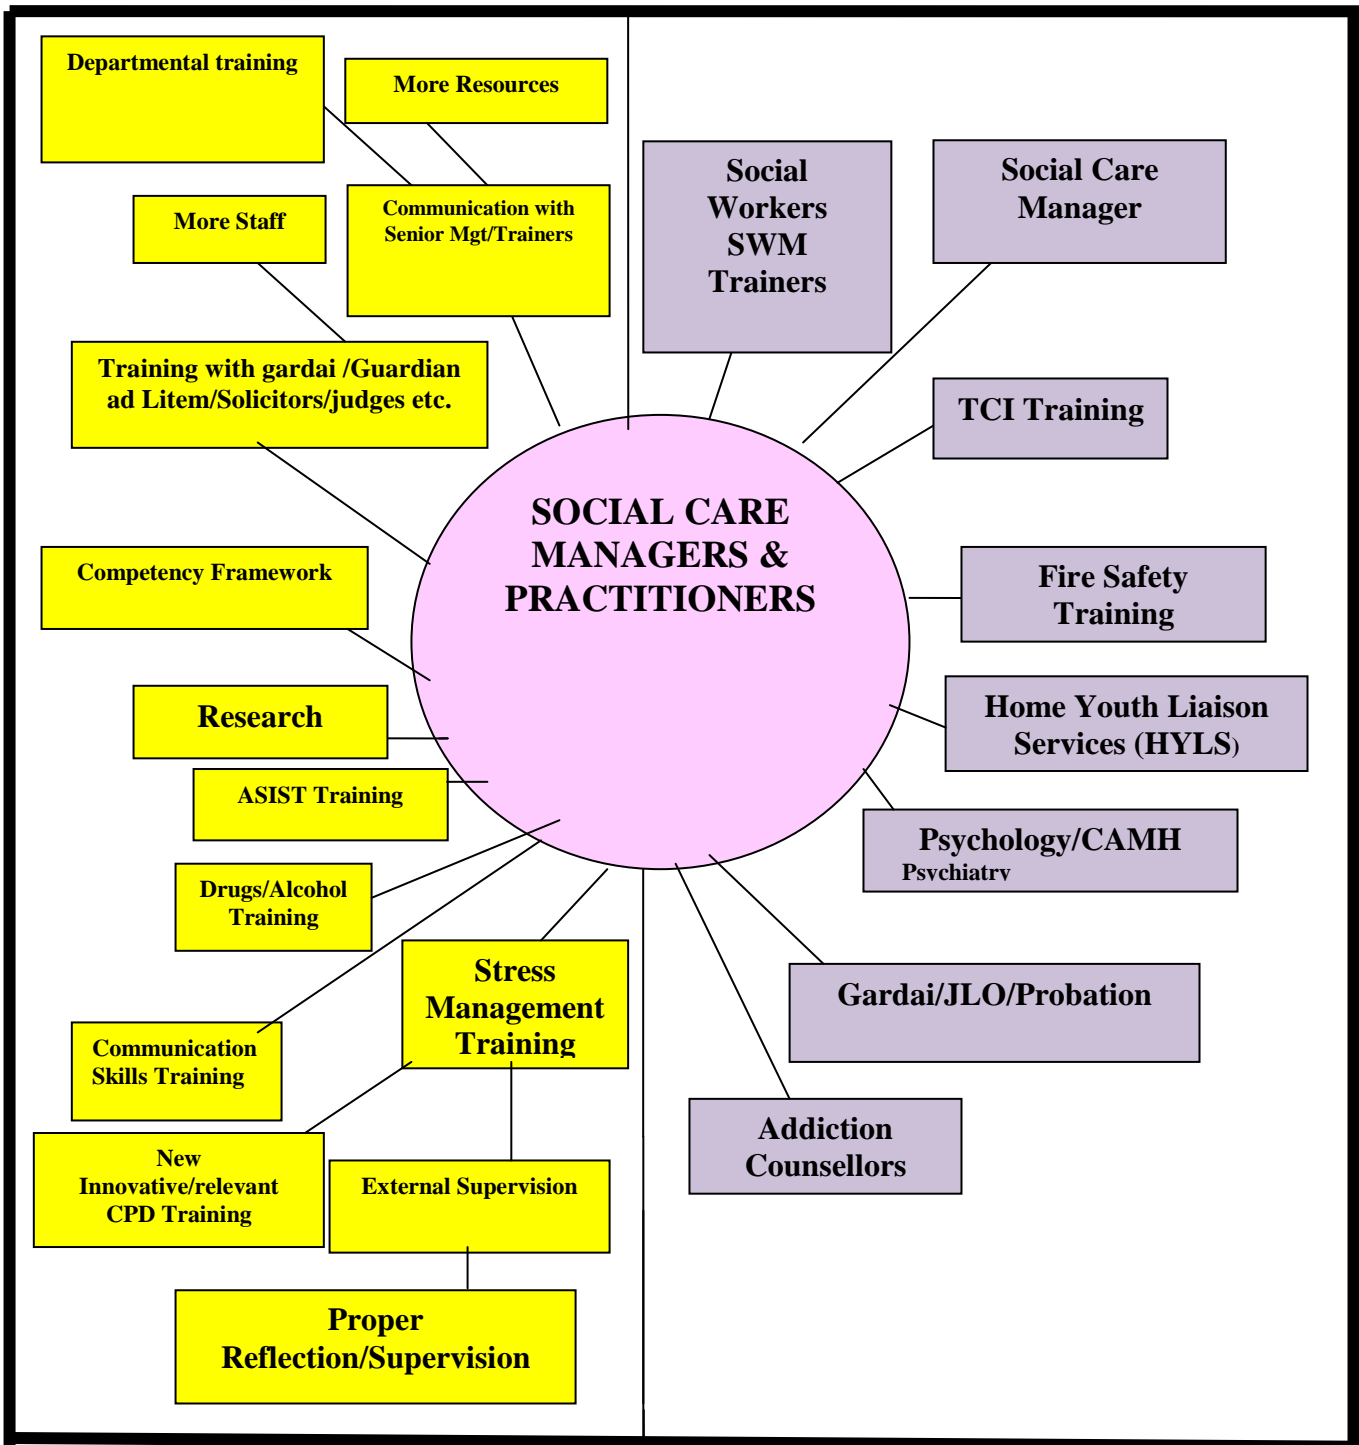 Departmental training
More Resources
More Staff
Communication with
Senior Mgt/Trainers
Training with gardai /Guardian
ad Litem/Solicitors/judges etc.
Competency Framework
Research
ASIST Training
Drugs/Alcohol
Training
Stress
Management
Training
Communication
Skills Training
New
Innovative/relevant
CPD Training
External Supervision
Proper
Reflection/Supervision
SOCIAL CARE
MANAGERS &
PRACTITIONERS
Social
Workers
SWM
Trainers
Social Care
Manager
TCI Training
Fire Safety
Training
Home Youth Liaison
Services (HYLS)
Psychology/CAMH
Psychiatry
Gardai/JLO/Probation
Addiction
Counsellors